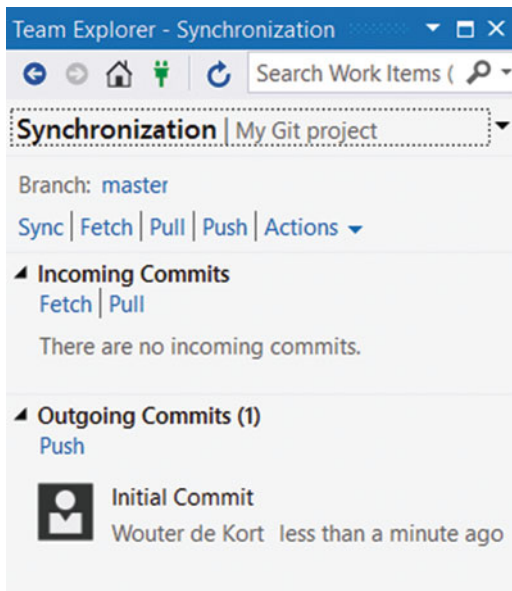 Team Explorer - Synchronization
Search Work Items (
Synchronization | My Git project
Branch: master
Sync | Fetch | Pull | Push | Actions
Incoming Commits
Fetch | Pull
There are no incoming commits.
Outgoing Commits (1)
Push
Initial Commit
Wouter de Kort less than a minute ago